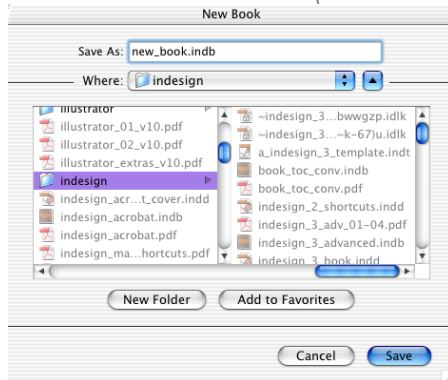 New Book
Save As: new_book.indb
Where: indesign
illustrator
illustrator_01_v10.pdf
illustrator_02_v10.pdf
illustrator_extras_v10.pdf
indesign
indesign_acr...t_cover.indd
indesign_acrobat.indb
indesign_acrobat.pdf
indesign_ma...hortcuts.pdf
~indesign_3...bwwgzp.idlk
~indesign_3...~k-67)u.idlk
a_indesign_3_template.indt
book_toc_conv.indb
book_toc_conv.pdf
indesign_2_shortcuts.indd
indesign_3_adv_01-04.pdf
indesign_3_advanced.indb
indesign_3_book.indd
New Folder
Add to Favorites
Cancel
Save